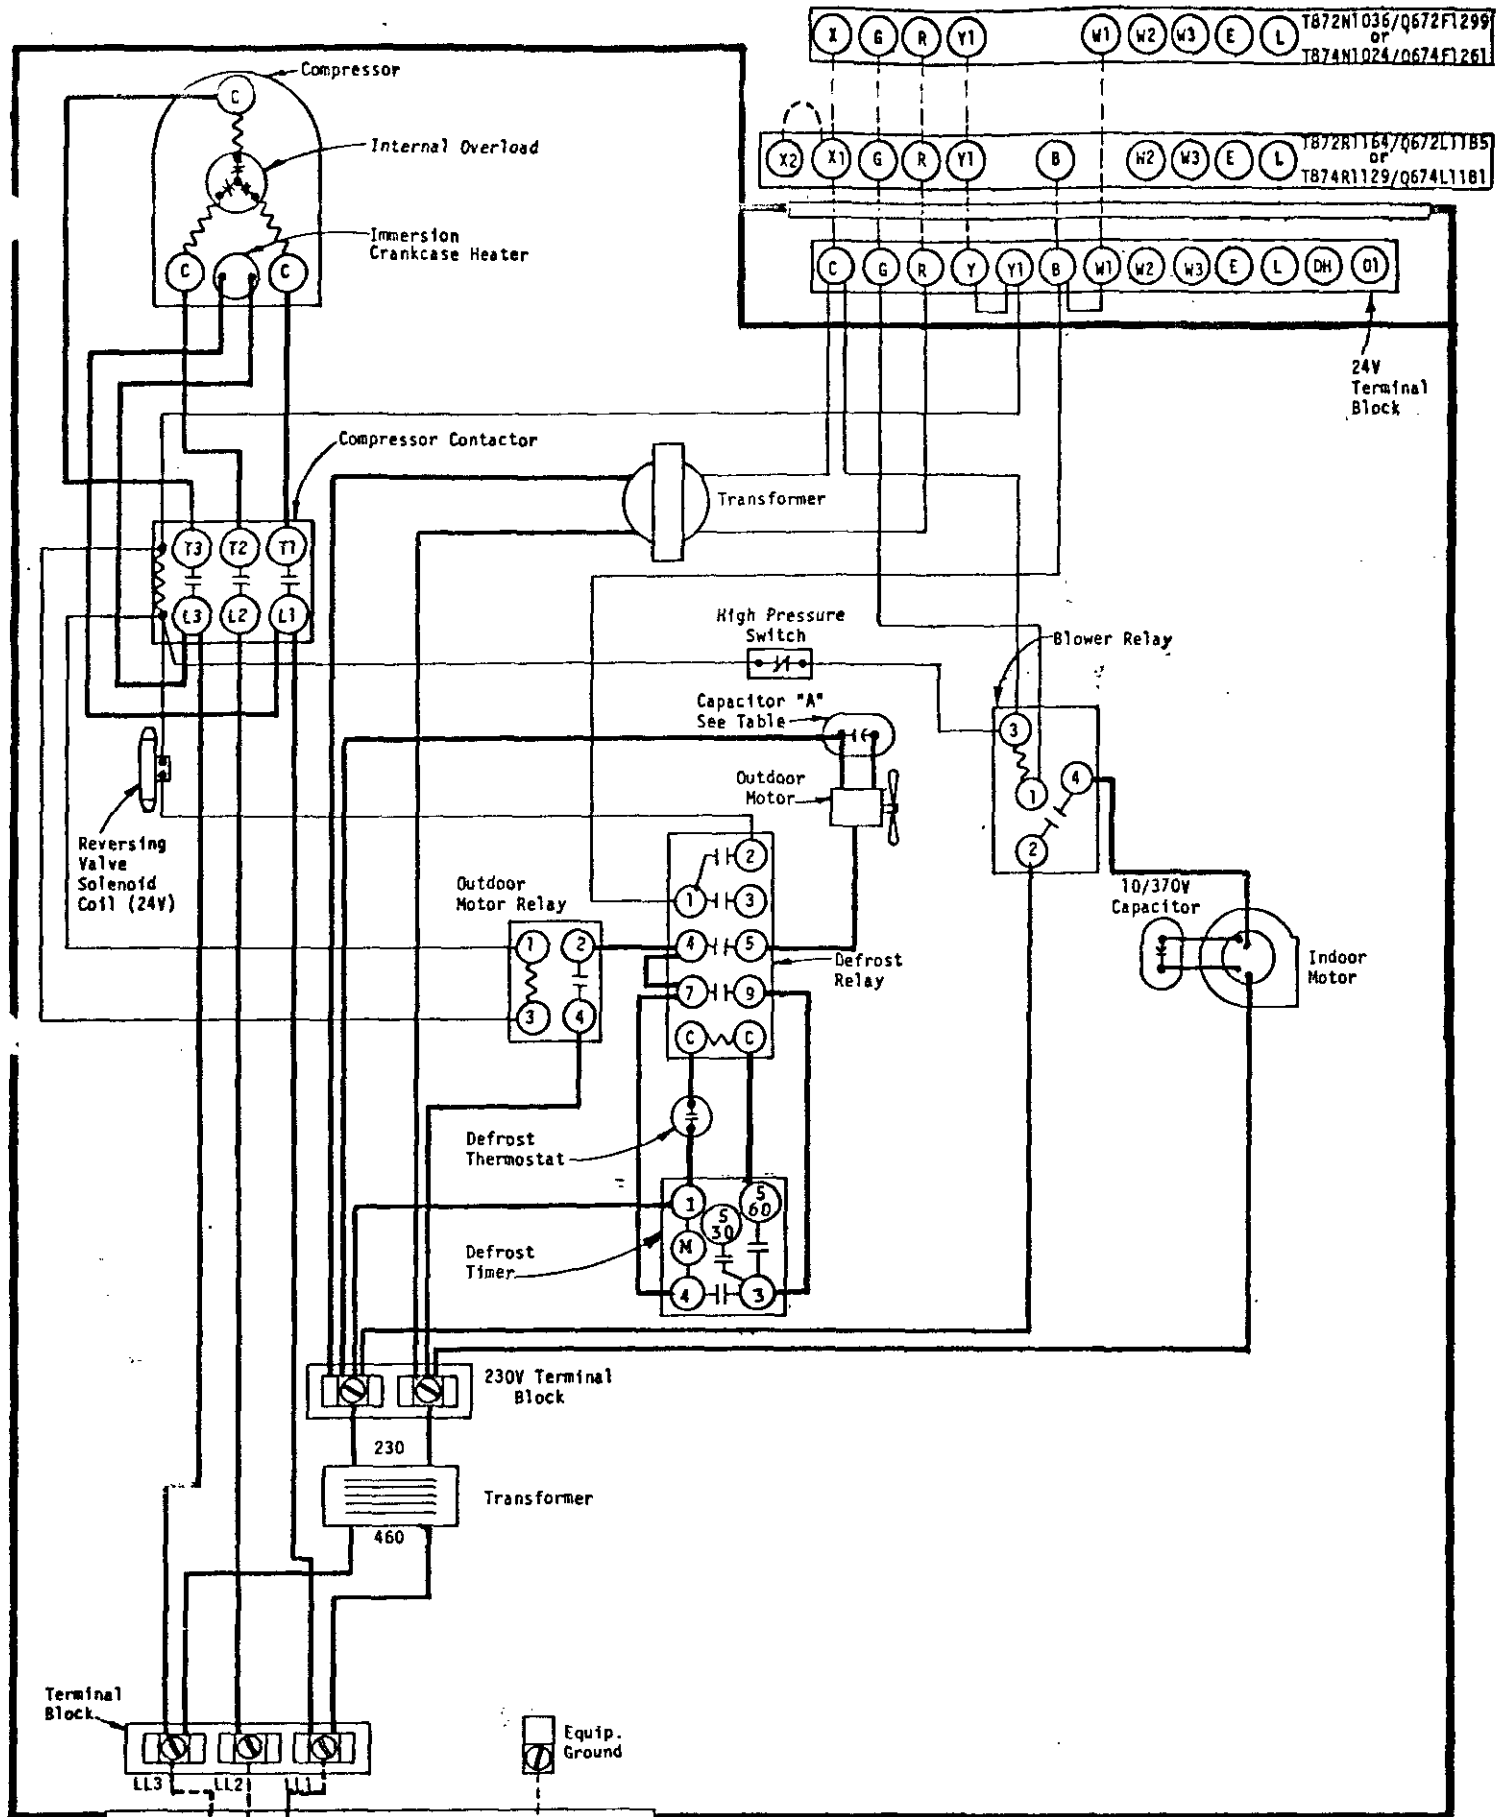 X G R Y1 W1 W2 W3 E L
T872N1036/Q672F1299
or
T874N1024/Q674F1261
X2 X1 G R Y1 B W2 W3 E L
T872R1164/Q672L1185
or
T874R1129/Q674L1181
C G R Y Y1 B W1 W2 W3 E L DH O1
24V
Terminal
Block
Compressor
C
Internal Overload
Immersion
Crankcase Heater
C C
Compressor Contactor
T3 T2 T1
L3 L2 L1
Transformer
High Pressure
Switch
Blower Relay
3
4
1
2
Capacitor "A"
See Table
Outdoor
Motor
Reversing
Valve
Solenoid
Coil (24V)
Outdoor
Motor Relay
1 2
3 4
2
1 3
4 5
7 9
C C
Defrost
Relay
10/370V
Capacitor
Indoor
Motor
Defrost
Thermostat
Defrost
Timer
1
S
30
S
60
M
4 3
230V Terminal
Block
230
Transformer
460
Terminal
Block
LL3 LL2 LL1
Equip.
Ground